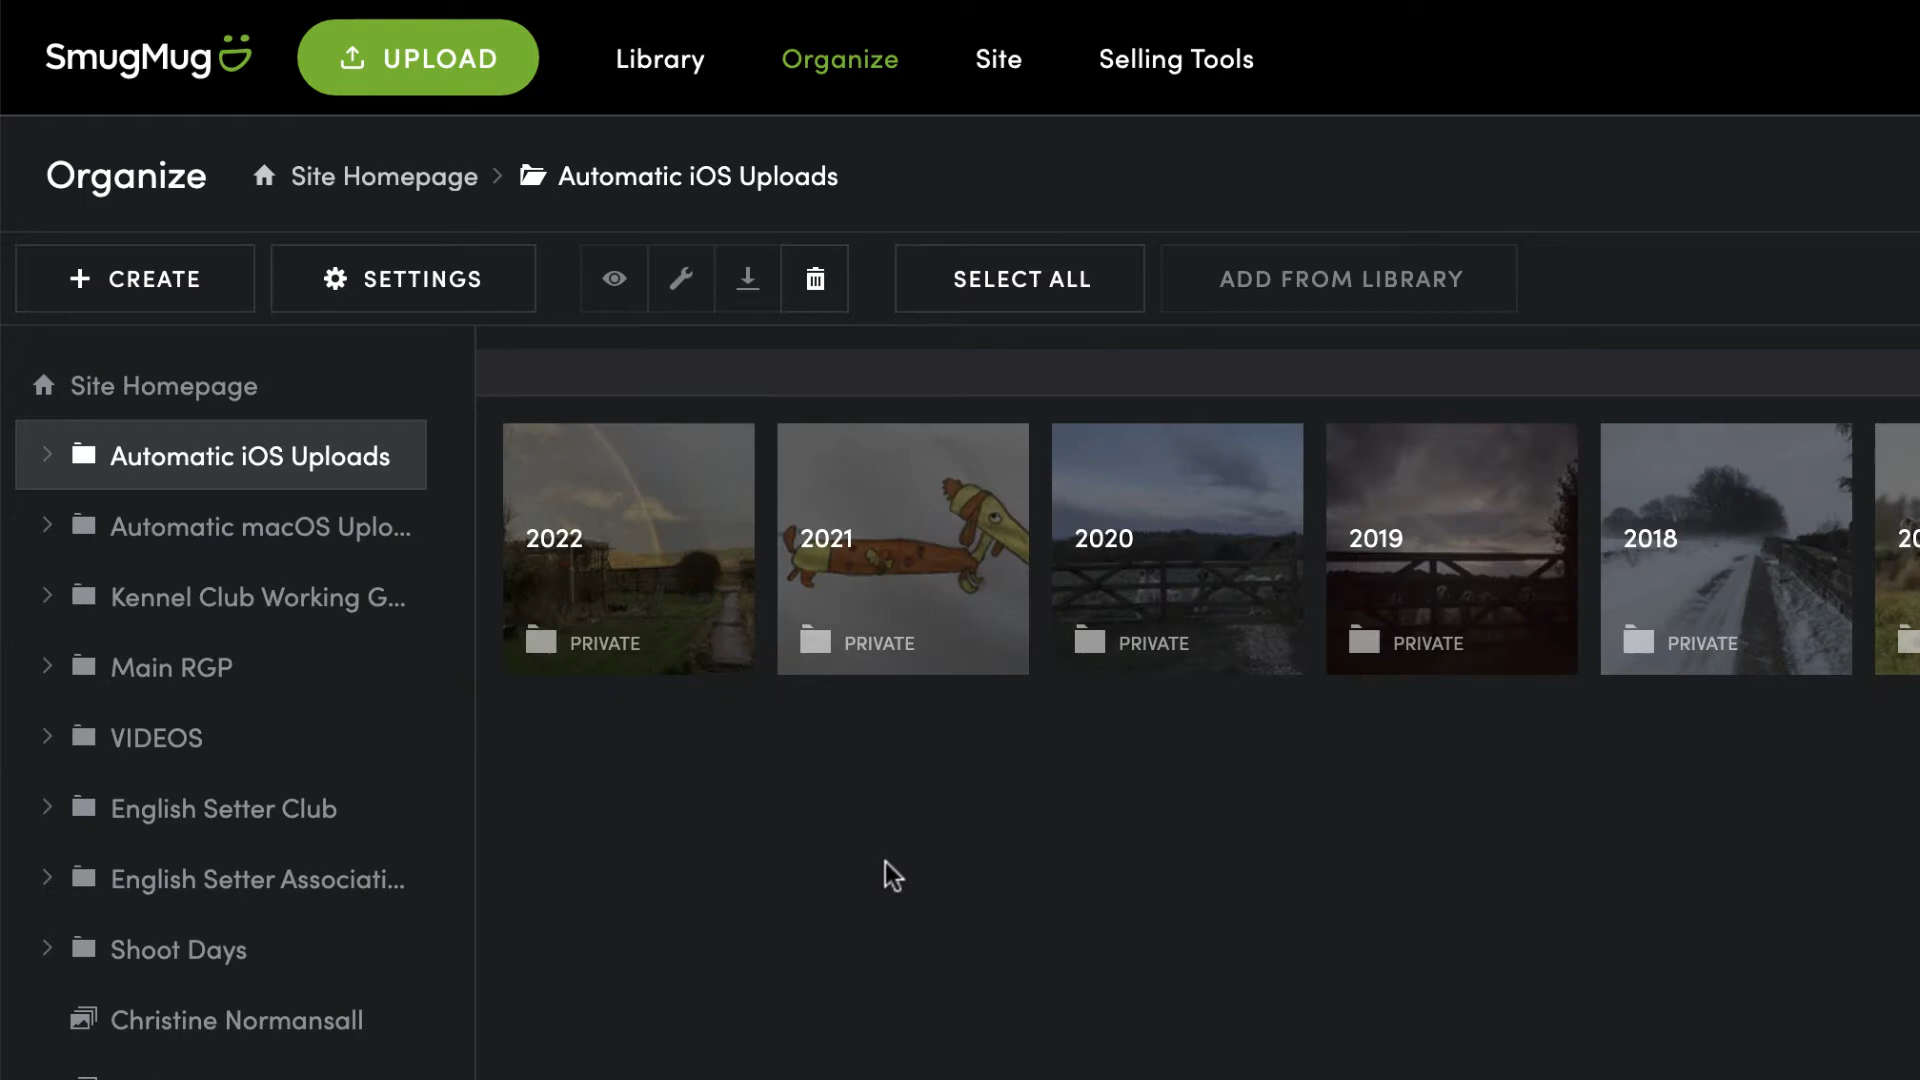 SmugMug
UPLOAD
Library
Organize
Site
Selling Tools
Organize
Site Homepage
Automatic iOS Uploads
CREATE
SETTINGS
SELECT ALL
ADD FROM LIBRARY
Site Homepage
Automatic iOS Uploads
Automatic macOS Uplo...
Kennel Club Working G...
Main RGP
VIDEOS
English Setter Club
English Setter Associati...
Shoot Days
Christine Normansall
2022
PRIVATE
2021
PRIVATE
2020
PRIVATE
2019
PRIVATE
2018
PRIVATE